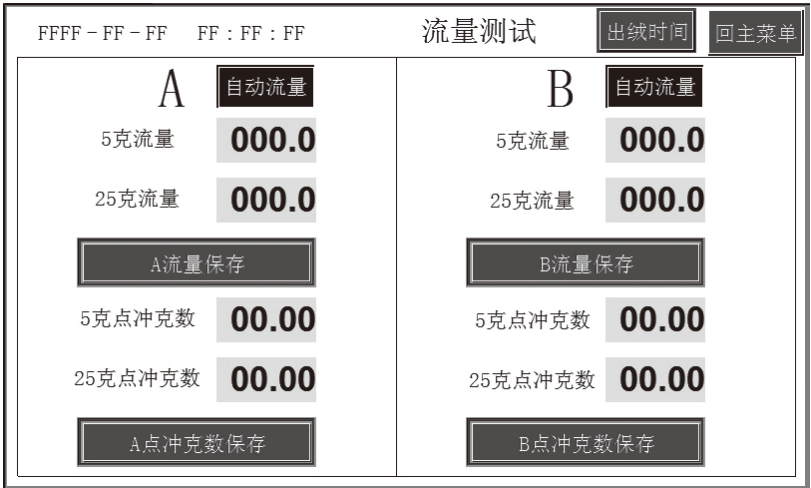 FFFF-FF-FF FF:FF:FF 流量测试 出绒时间 回主菜单
A 自动流量
5克流量 000.0
25克流量 000.0
A流量保存
5克点冲克数 00.00
25克点冲克数 00.00
A点冲克数保存
B 自动流量
5克流量 000.0
25克流量 000.0
B流量保存
5克点冲克数 00.00
25克点冲克数 00.00
B点冲克数保存